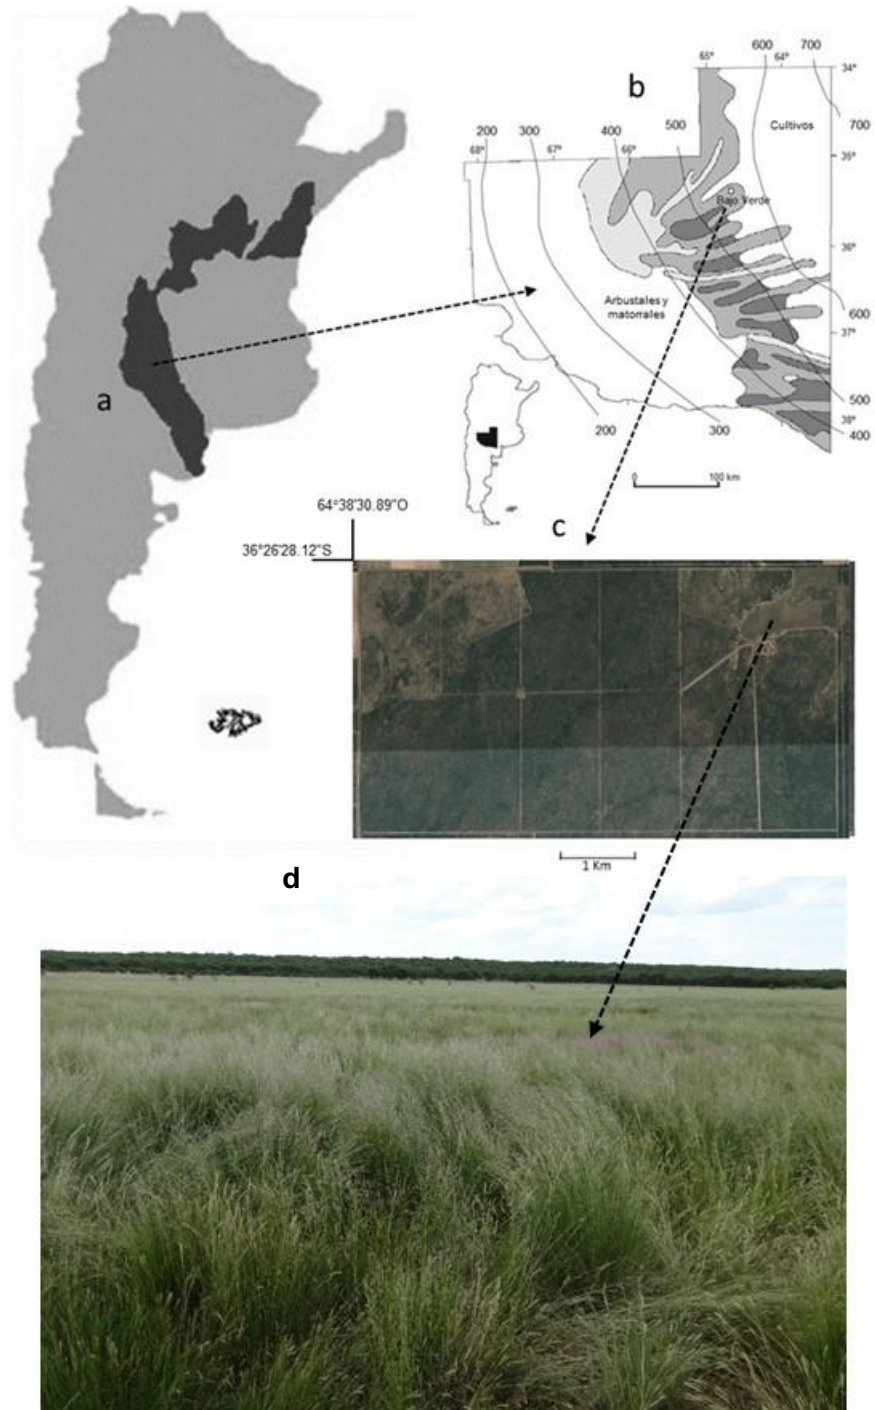 a
b
600 700
65° 64°
34°
Cultivos
700
200 300 400 500
68° 67° 66°
35°
Bajo Verde
36°
Arbustales y
matorrales
600
37°
500
38°
400
200
300
0 100 km
c
64°38'30.89"O
36°26'28.12"S
1 Km
d